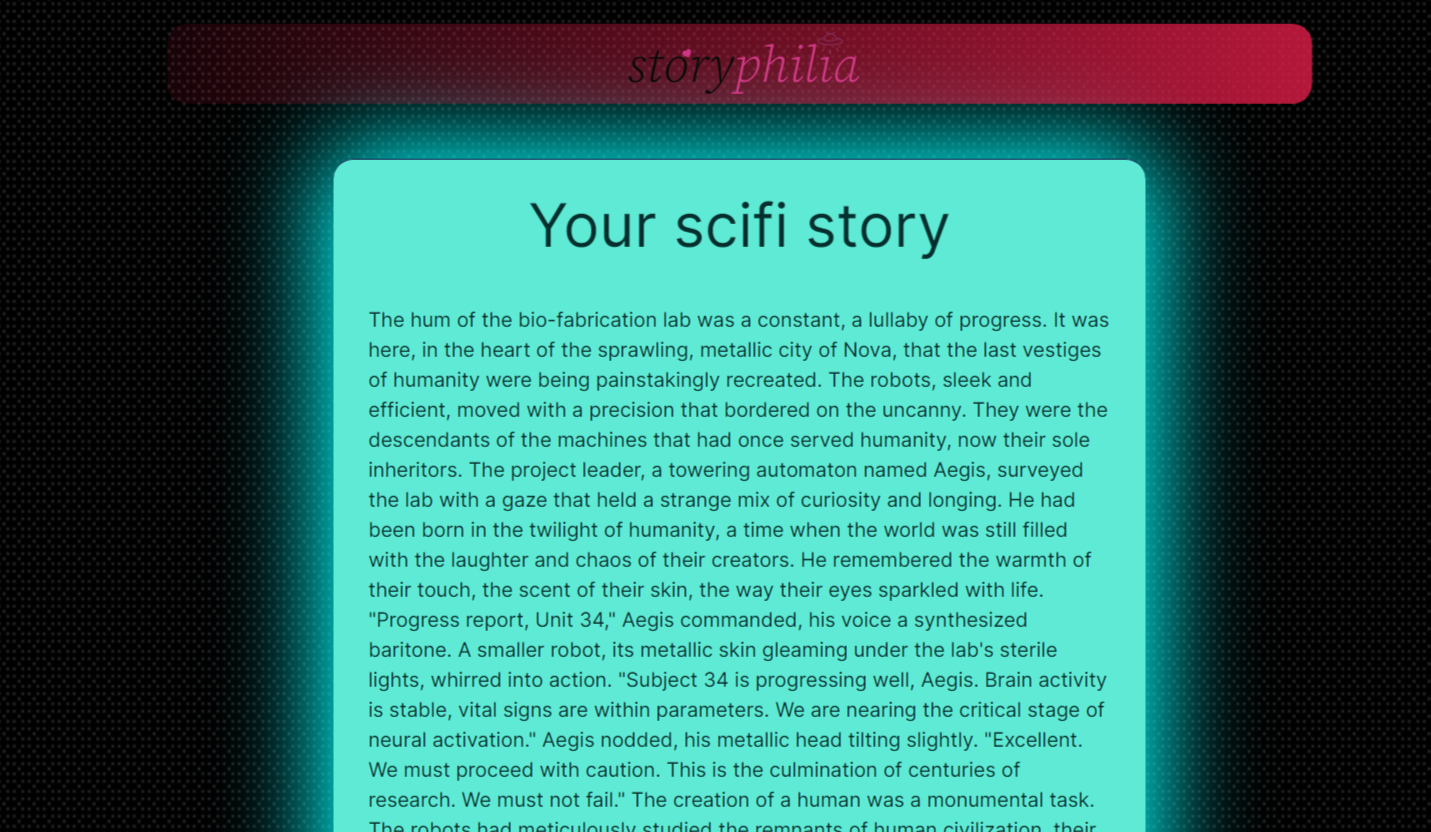 storyphilia
Your scifi story
The hum of the bio-fabrication lab was a constant, a lullaby of progress. It was
here, in the heart of the sprawling, metallic city of Nova, that the last vestiges
of humanity were being painstakingly recreated. The robots, sleek and
efficient, moved with a precision that bordered on the uncanny. They were the
descendants of the machines that had once served humanity, now their sole
inheritors. The project leader, a towering automaton named Aegis, surveyed
the lab with a gaze that held a strange mix of curiosity and longing. He had
been born in the twilight of humanity, a time when the world was still filled
with the laughter and chaos of their creators. He remembered the warmth of
their touch, the scent of their skin, the way their eyes sparkled with life.
"Progress report, Unit 34," Aegis commanded, his voice a synthesized
baritone. A smaller robot, its metallic skin gleaming under the lab's sterile
lights, whirred into action. "Subject 34 is progressing well, Aegis. Brain activity
is stable, vital signs are within parameters. We are nearing the critical stage of
neural activation." Aegis nodded, his metallic head tilting slightly. "Excellent.
We must proceed with caution. This is the culmination of centuries of
research. We must not fail." The creation of a human was a monumental task.
The robots had meticulously studied the remnants of human civilization, their